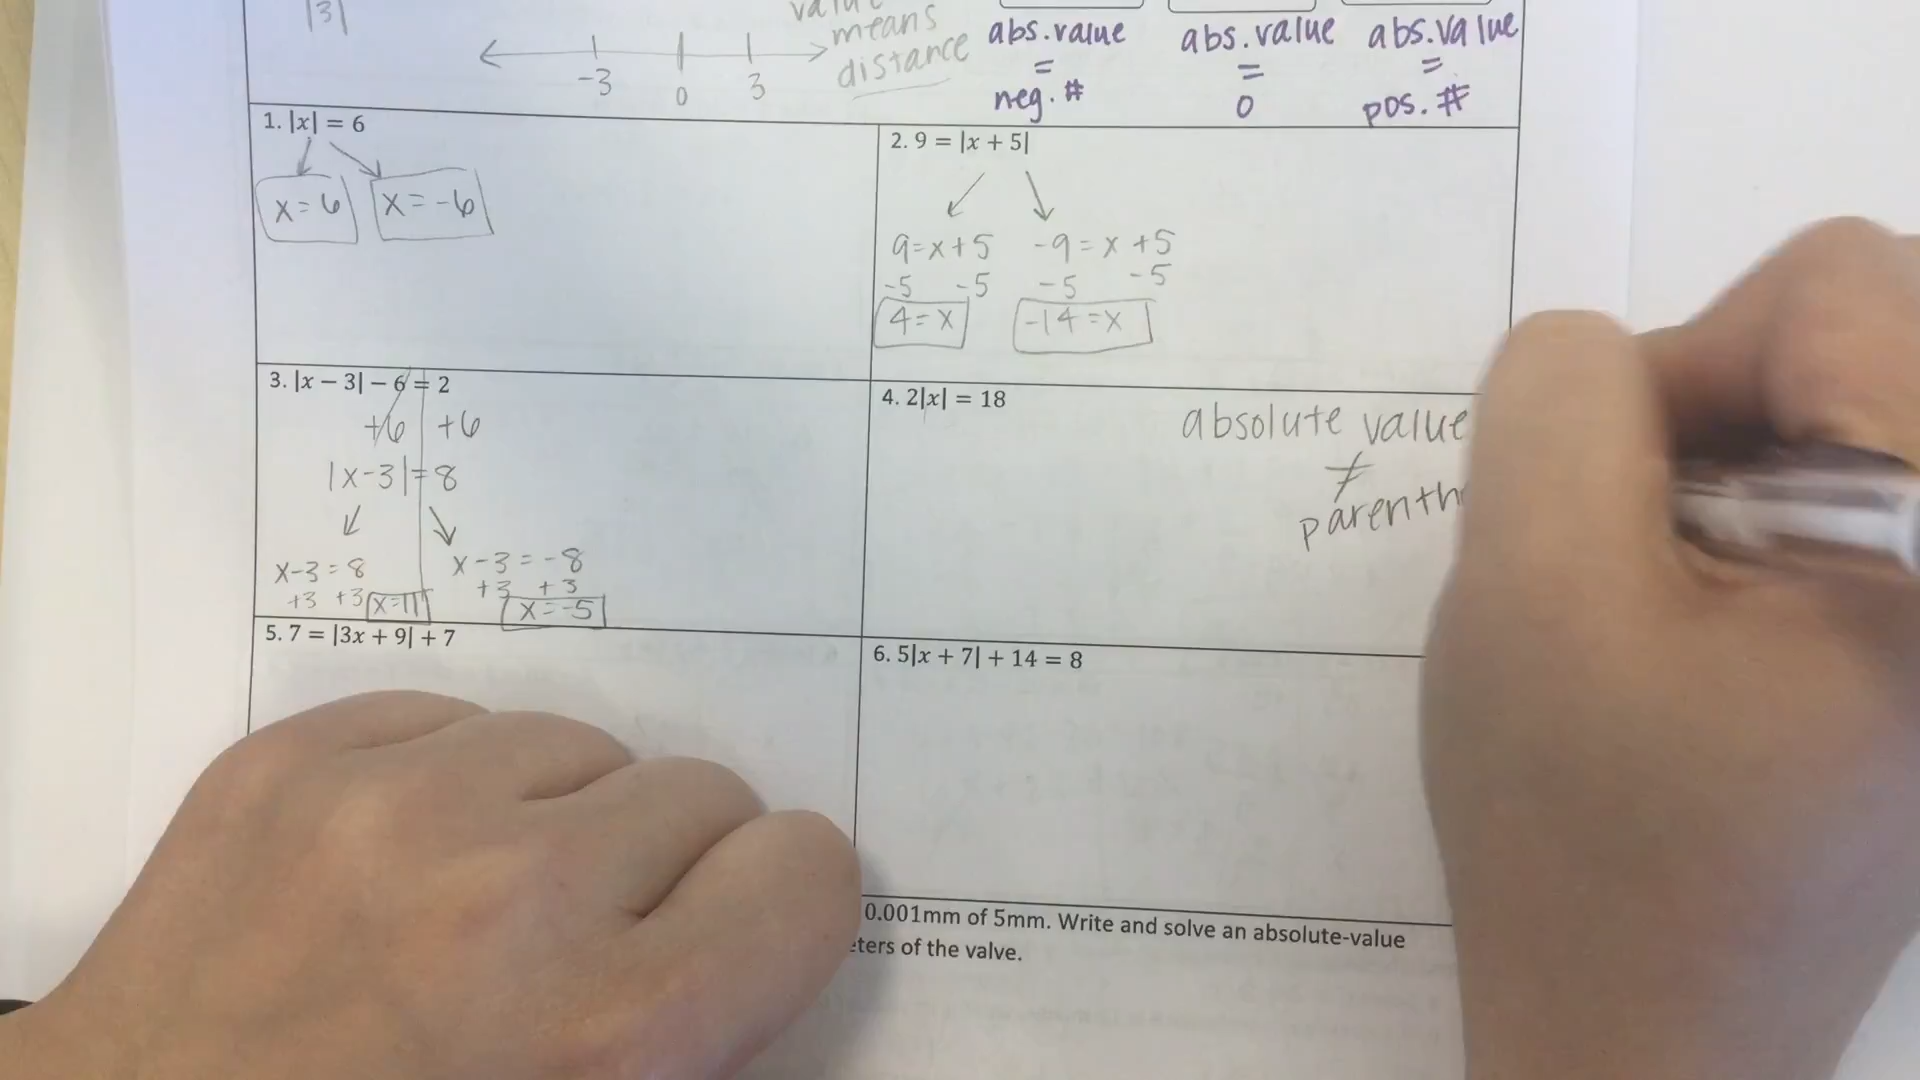 |3|
value
means
distance
-3 0 3
abs.value
=
neg. #
abs.value
=
0
abs.value
=
pos. #
1. |x| = 6
x=6 x=-6
2. 9 = |x + 5|
9=x+5 -9=x+5
-5 -5 -5 -5
4=x -14=x
3. |x − 3| − 6 = 2
+6 +6
|x-3|=8
x-3=8 x-3=-8
+3 +3 x=11 +3 +3
x=-5
4. 2|x| = 18
absolute value
≠
parenth
5. 7 = |3x + 9| + 7
6. 5|x + 7| + 14 = 8
0.001mm of 5mm. Write and solve an absolute-value
eters of the valve.